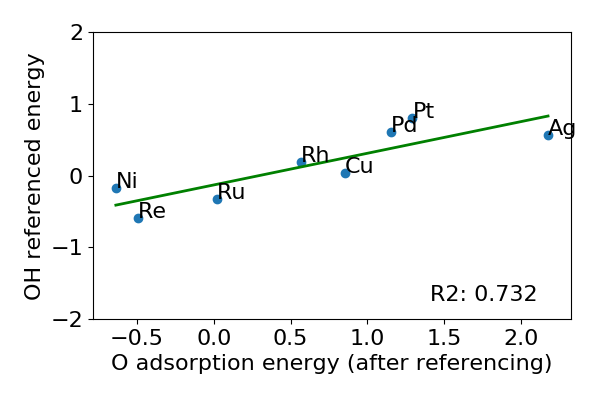 2
1
0
−1
−2
OH referenced energy
Ni
Re
Ru
Rh
Cu
Pd
Pt
Ag
R2: 0.732
−0.5 0.0 0.5 1.0 1.5 2.0
O adsorption energy (after referencing)